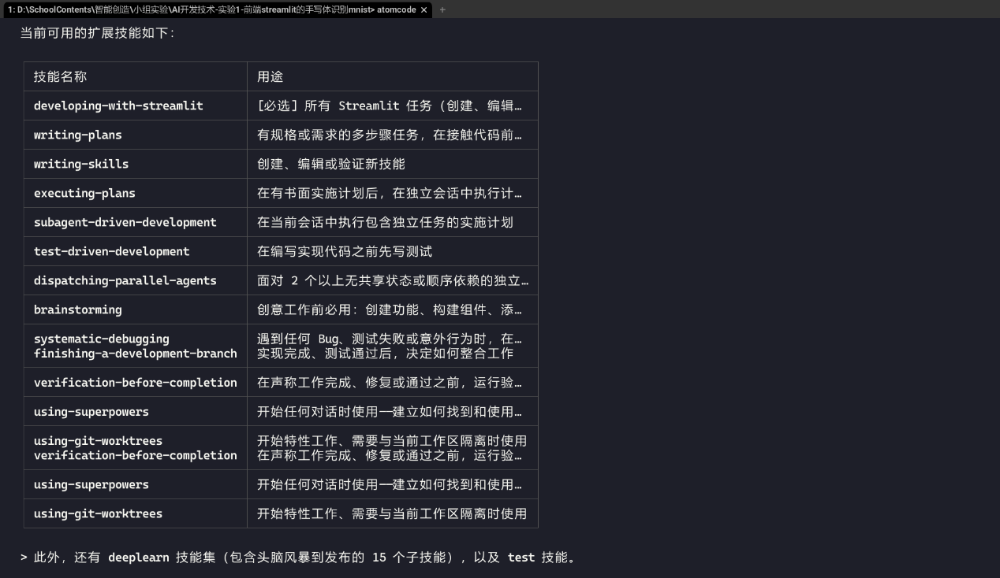 1: D:\SchoolContents\智能创造\小组实验\AI开发技术-实验1-前端streamlit的手写体识别mnist> atomcode × +
当前可用的扩展技能如下:
技能名称 用途
developing-with-streamlit [必选] 所有 Streamlit 任务 (创建、编辑…
writing-plans 有规格或需求的多步骤任务, 在接触代码前…
writing-skills 创建、编辑或验证新技能
executing-plans 在有书面实施计划后, 在独立会话中执行计…
subagent-driven-development 在当前会话中执行包含独立任务的实施计划
test-driven-development 在编写实现代码之前先写测试
dispatching-parallel-agents 面对 2 个以上无共享状态或顺序依赖的独立…
brainstorming 创意工作前必用: 创建功能、构建组件、添…
systematic-debugging 遇到任何 Bug、测试失败或意外行为时, 在…
finishing-a-development-branch 实现完成、测试通过后, 决定如何整合工作
verification-before-completion 在声称工作完成、修复或通过之前, 运行验…
using-superpowers 开始任何对话时使用——建立如何找到和使用…
using-git-worktrees 开始特性工作、需要与当前工作区隔离时使用
verification-before-completion 在声称工作完成、修复或通过之前, 运行验…
using-superpowers 开始任何对话时使用——建立如何找到和使用…
using-git-worktrees 开始特性工作、需要与当前工作区隔离时使用
> 此外, 还有 deeplearn 技能集 (包含头脑风暴到发布的 15 个子技能), 以及 test 技能。